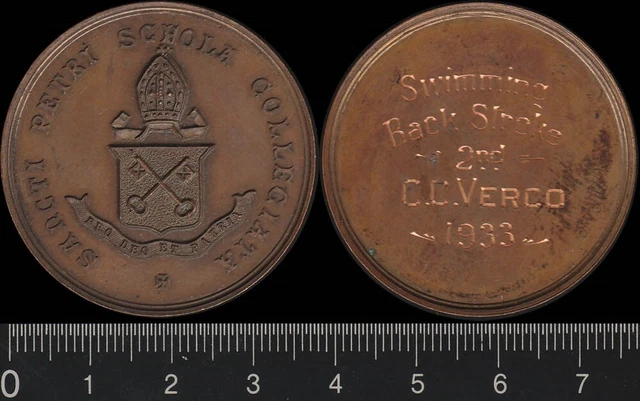 SANCTI PETRI SCHOLA COLLEGIATA
PRO DEO ET PATRIA
Swimming
Back Stroke
2nd
C.C. VERCO
1933
0 1 2 3 4 5 6 7